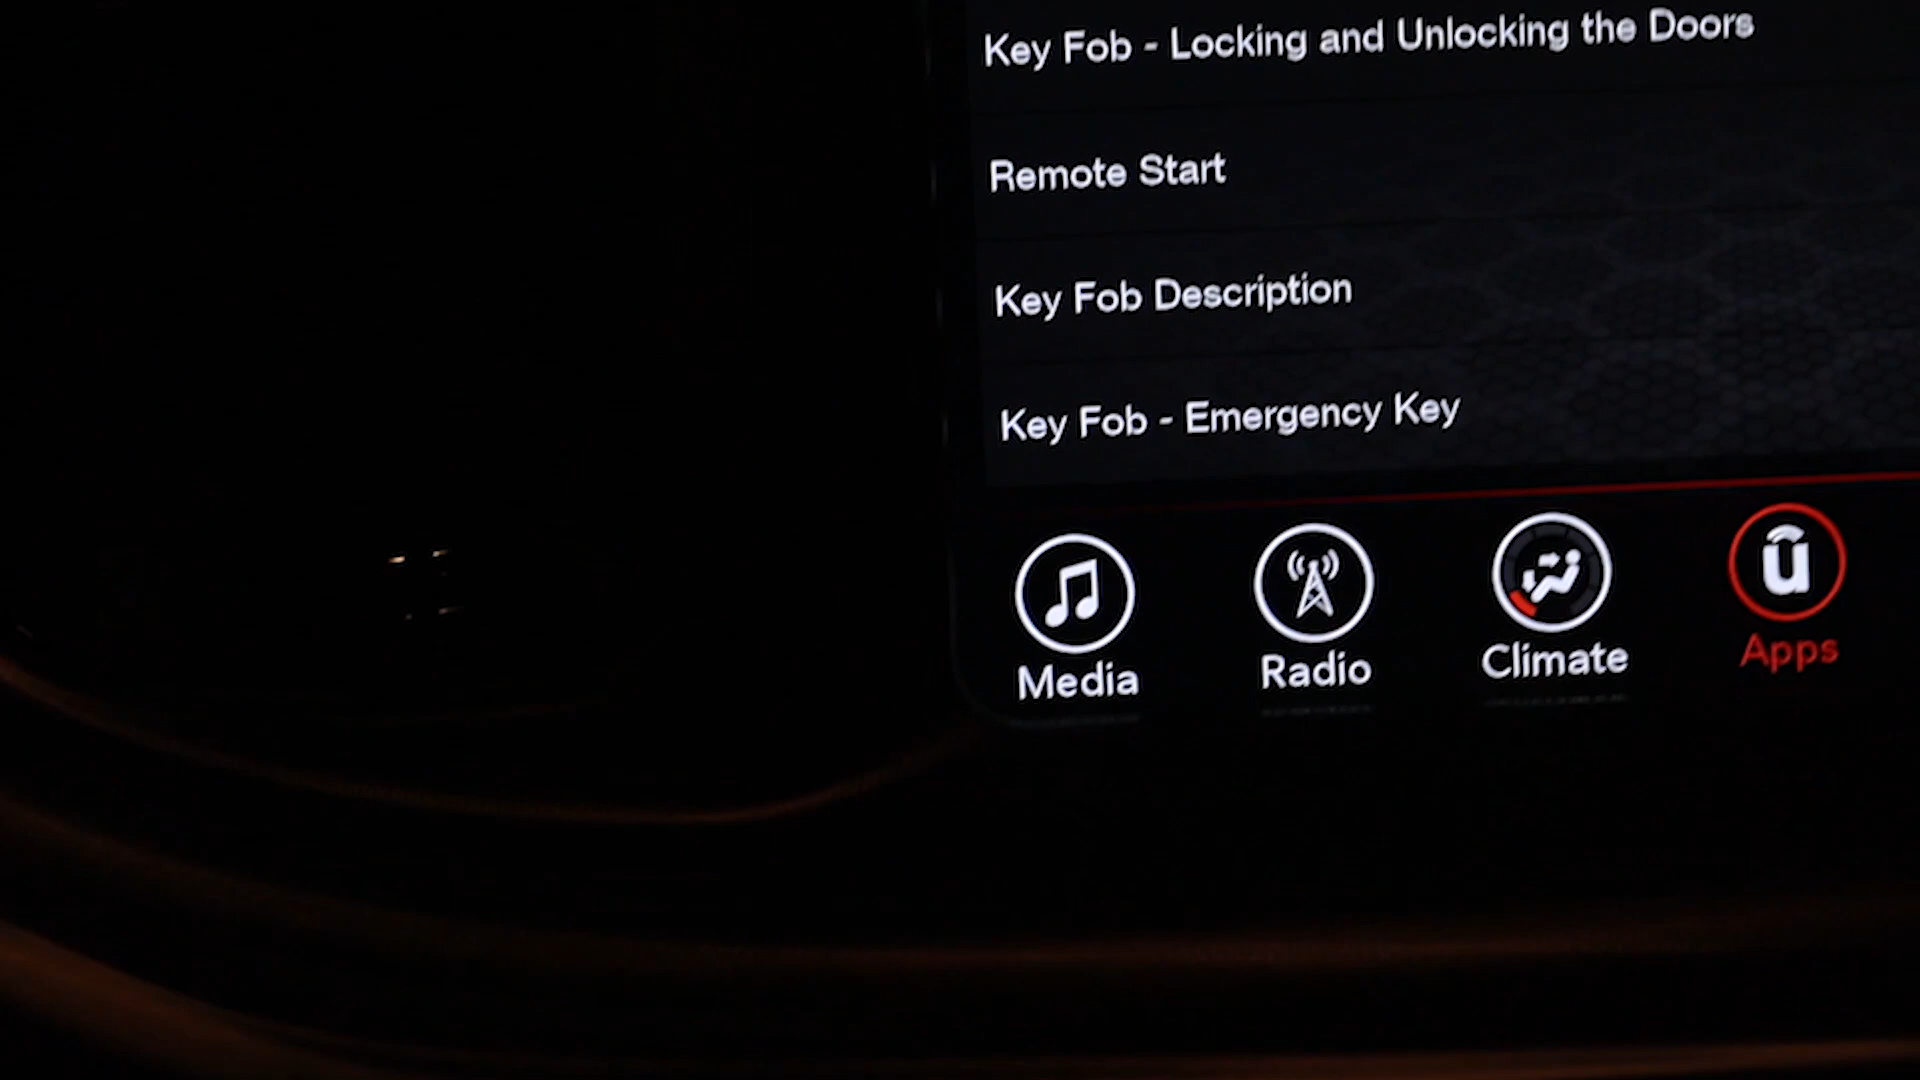 Key Fob - Locking and Unlocking the Doors
Remote Start
Key Fob Description
Key Fob - Emergency Key
Media
Radio
Climate
Apps